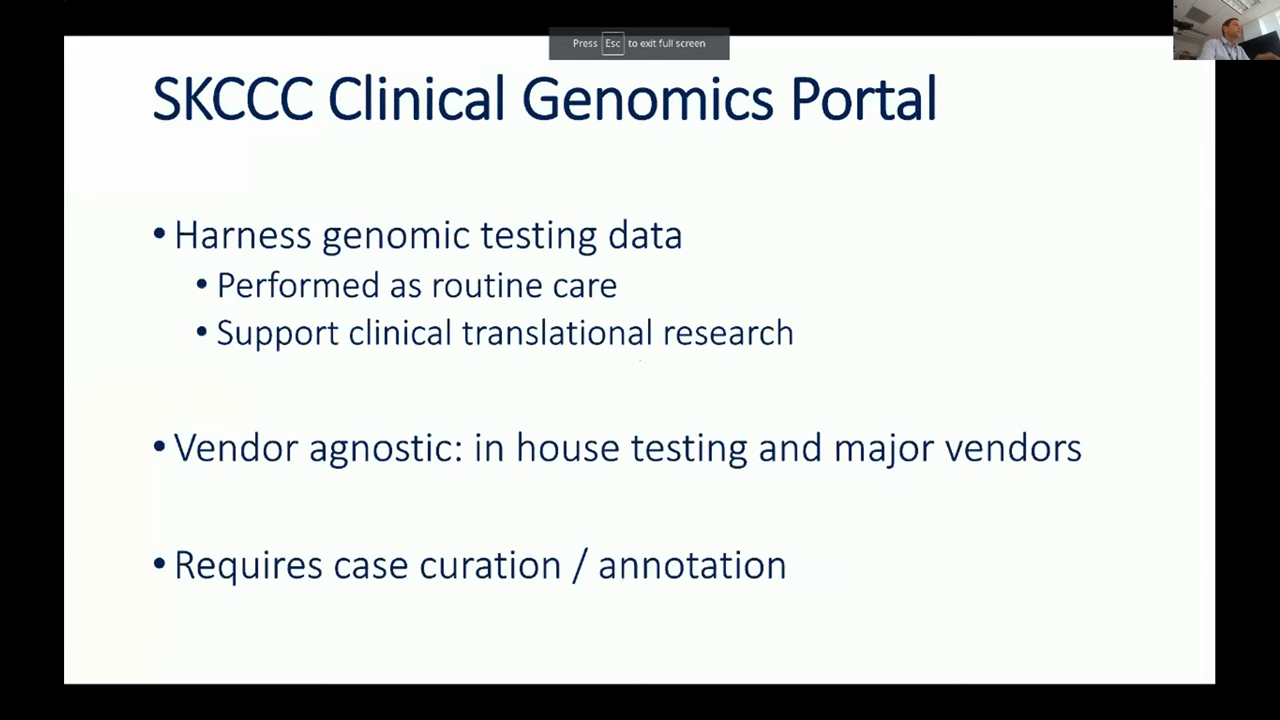 Press Esc to exit full screen
SKCCC Clinical Genomics Portal
• Harness genomic testing data
• Performed as routine care
• Support clinical translational research
• Vendor agnostic: in house testing and major vendors
• Requires case curation / annotation